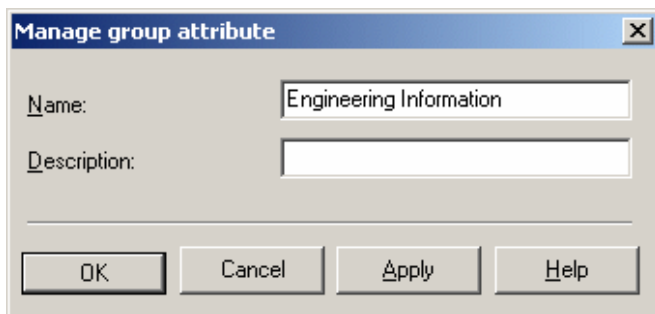 Manage group attribute
Name: Engineering Information
Description:
OK Cancel Apply Help